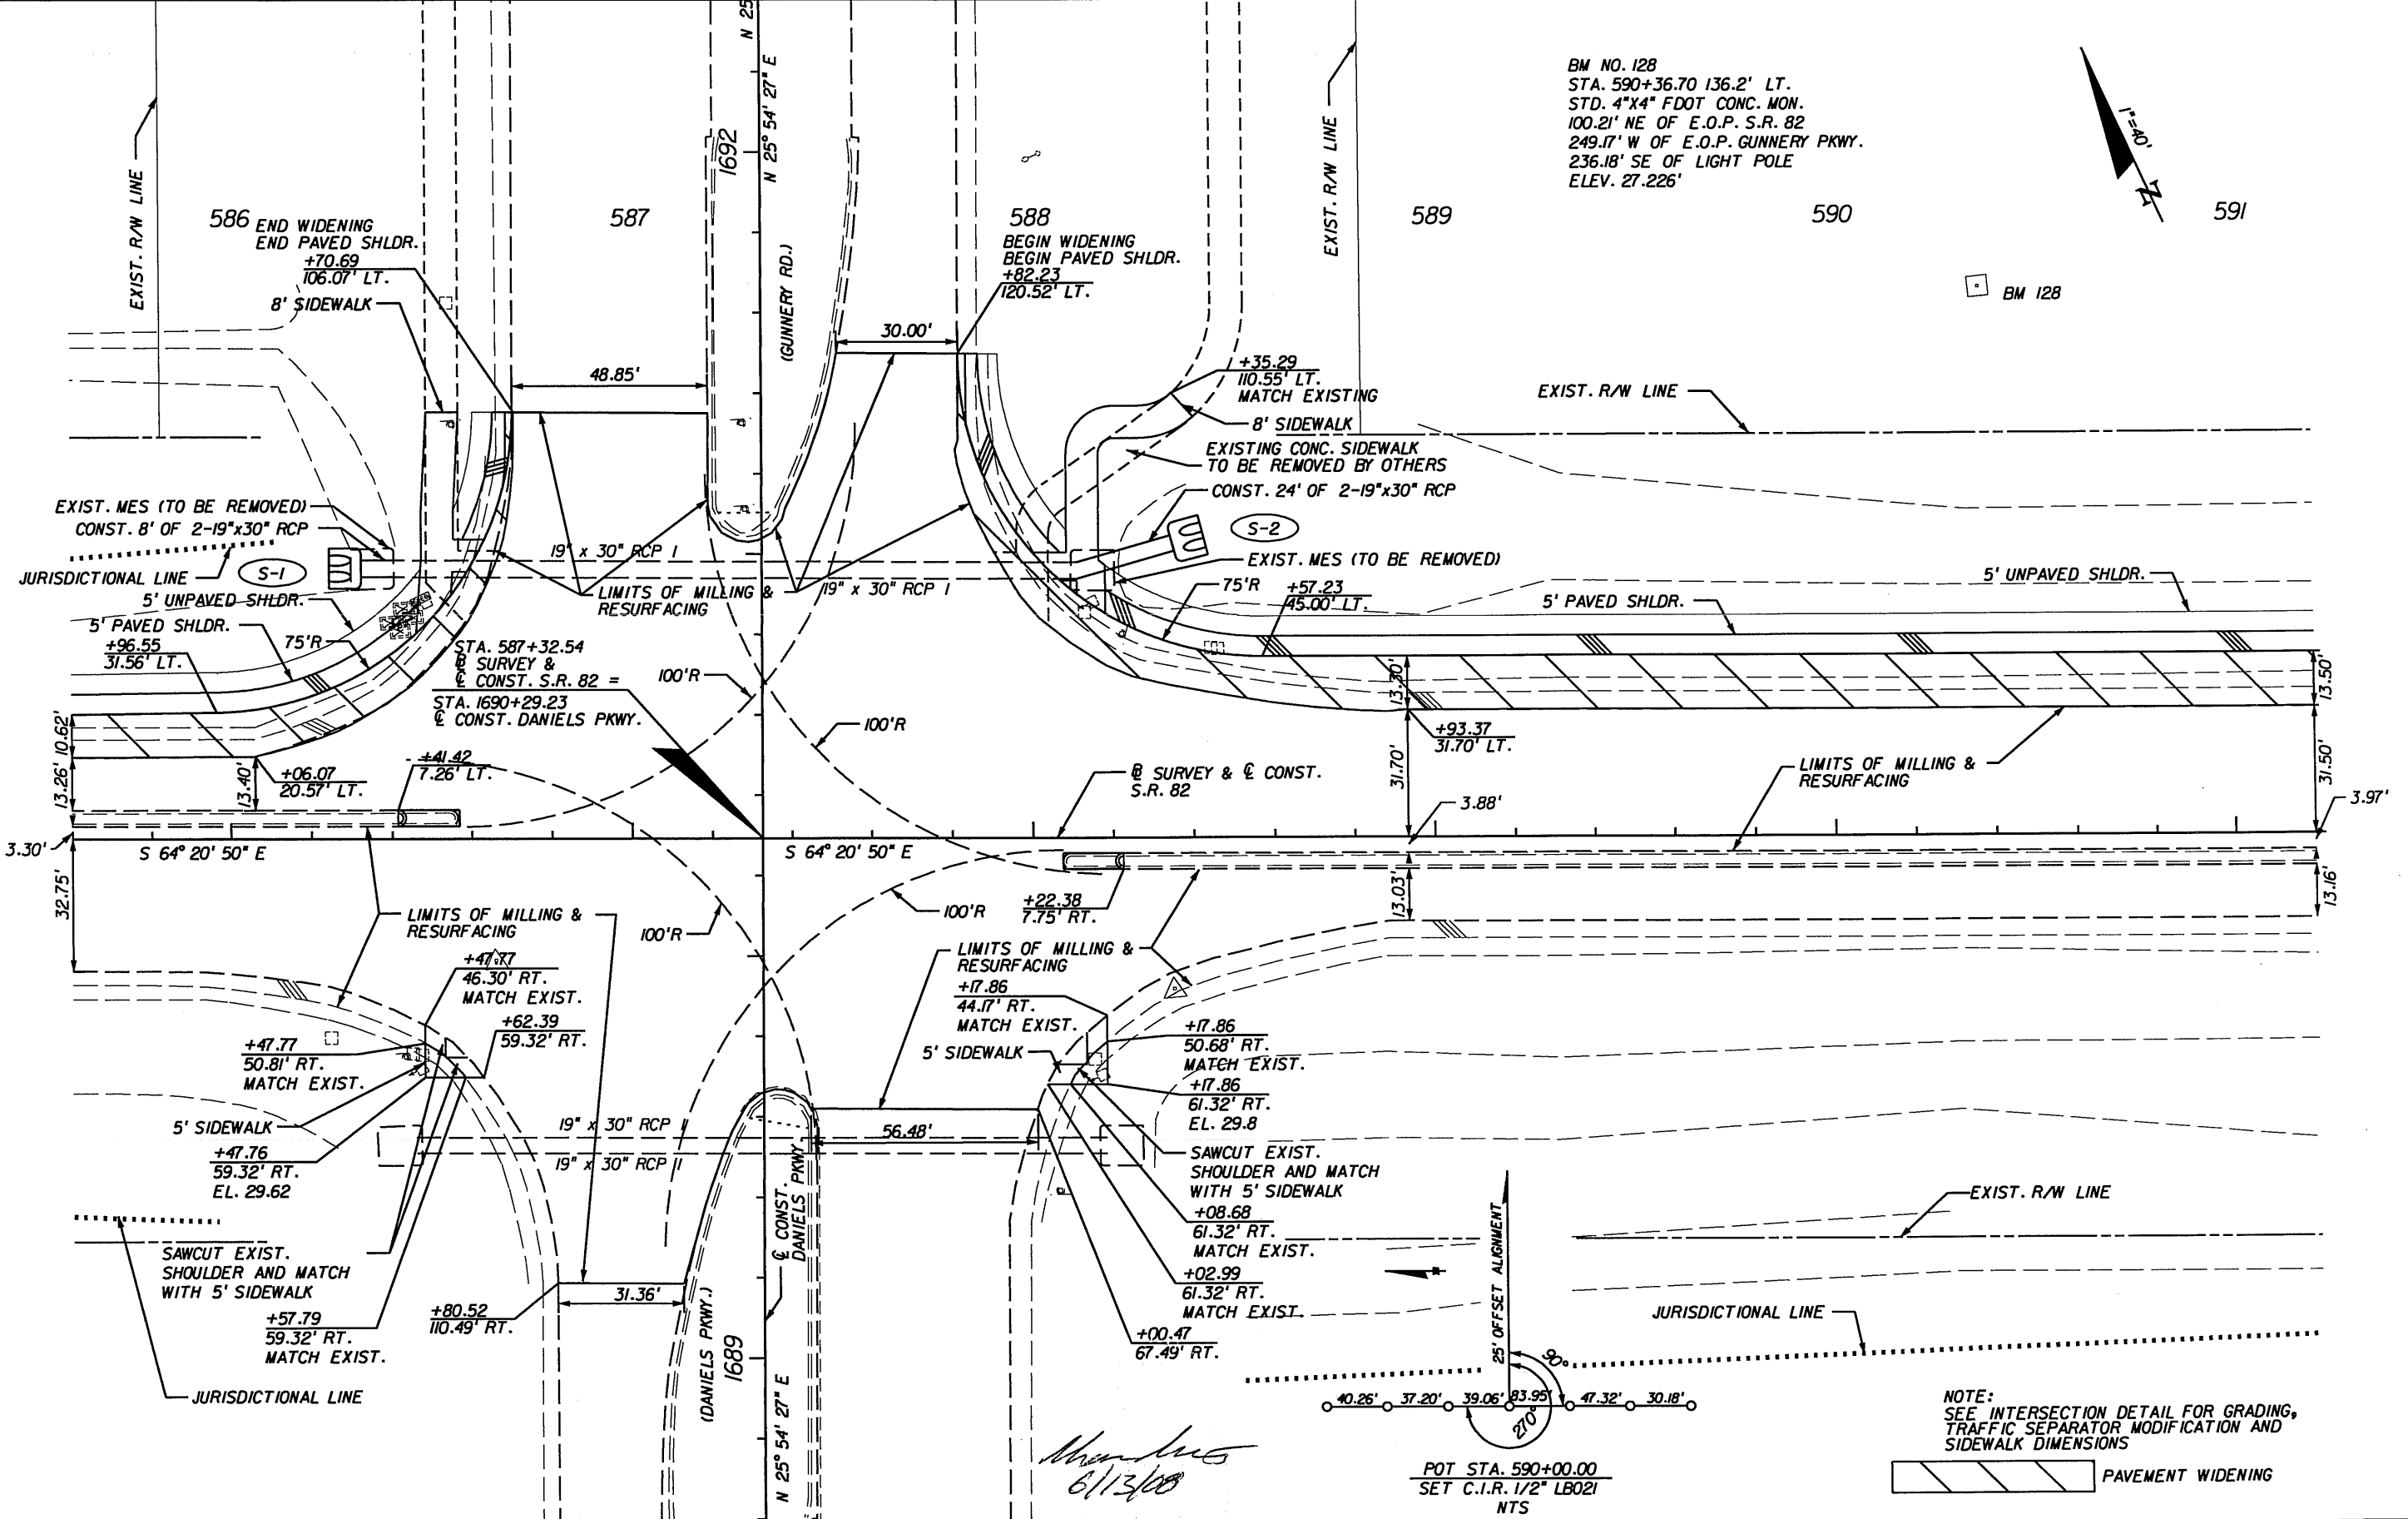 N 25
N 25° 54' 27" E
1692
(GUNNERY RD.)
BM NO. 128
STA. 590+36.70 136.2' LT.
STD. 4"X4" FDOT CONC. MON.
100.21' NE OF E.O.P. S.R. 82
249.17' W OF E.O.P. GUNNERY PKWY.
236.18' SE OF LIGHT POLE
ELEV. 27.226'
1"=40'
N
EXIST. R/W LINE
EXIST. R/W LINE
586
587
588
589
590
591
END WIDENING
END PAVED SHLDR.
+70.69
106.07' LT.
8' SIDEWALK
BEGIN WIDENING
BEGIN PAVED SHLDR.
+82.23
120.52' LT.
BM 128
30.00'
48.85'
+35.29
110.55' LT.
MATCH EXISTING
8' SIDEWALK
EXISTING CONC. SIDEWALK
TO BE REMOVED BY OTHERS
CONST. 24' OF 2-19"x30" RCP
EXIST. R/W LINE
EXIST. MES (TO BE REMOVED)
CONST. 8' OF 2-19"x30" RCP
JURISDICTIONAL LINE
S-1
S-2
19" x 30" RCP
EXIST. MES (TO BE REMOVED)
LIMITS OF MILLING &
RESURFACING
19" x 30" RCP
75'R
+57.23
45.00' LT.
5' PAVED SHLDR.
5' UNPAVED SHLDR.
5' UNPAVED SHLDR.
5' PAVED SHLDR.
+96.55
31.56' LT.
75'R
STA. 587+32.54
B SURVEY &
℄ CONST. S.R. 82 =
STA. 1690+29.23
℄ CONST. DANIELS PKWY.
100'R
100'R
13.30'
13.50'
+93.37
31.70' LT.
31.70'
31.50'
10.62'
13.26'
13.40'
+06.07
20.57' LT.
+41.42
7.26' LT.
B SURVEY & ℄ CONST.
S.R. 82
LIMITS OF MILLING &
RESURFACING
3.88'
3.97'
3.30'
S 64° 20' 50" E
S 64° 20' 50" E
32.75'
+22.38
7.75' RT.
13.03'
13.16'
LIMITS OF MILLING &
RESURFACING
100'R
100'R
LIMITS OF MILLING &
RESURFACING
+47.77
46.30' RT.
MATCH EXIST.
+62.39
59.32' RT.
+17.86
44.17' RT.
MATCH EXIST.
5' SIDEWALK
+17.86
50.68' RT.
MATCH EXIST.
+17.86
61.32' RT.
EL. 29.8
+47.77
50.81' RT.
MATCH EXIST.
5' SIDEWALK
+47.76
59.32' RT.
EL. 29.62
19" x 30" RCP
19" x 30" RCP
56.48'
SAWCUT EXIST.
SHOULDER AND MATCH
WITH 5' SIDEWALK
+08.68
61.32' RT.
MATCH EXIST.
+02.99
61.32' RT.
MATCH EXIST.
+00.47
67.49' RT.
SAWCUT EXIST.
SHOULDER AND MATCH
WITH 5' SIDEWALK
+57.79
59.32' RT.
MATCH EXIST.
+80.52
110.49' RT.
31.36'
℄ CONST.
DANIELS PKWY
(DANIELS PKWY.)
1689
N 25° 54' 27" E
JURISDICTIONAL LINE
EXIST. R/W LINE
JURISDICTIONAL LINE
25' OFFSET ALIGNMENT
90°
270°
40.26' 37.20' 39.06' 83.95' 47.32' 30.18'
POT STA. 590+00.00
SET C.I.R. 1/2" LB021
NTS
6/13/08
NOTE:
SEE INTERSECTION DETAIL FOR GRADING,
TRAFFIC SEPARATOR MODIFICATION AND
SIDEWALK DIMENSIONS
PAVEMENT WIDENING